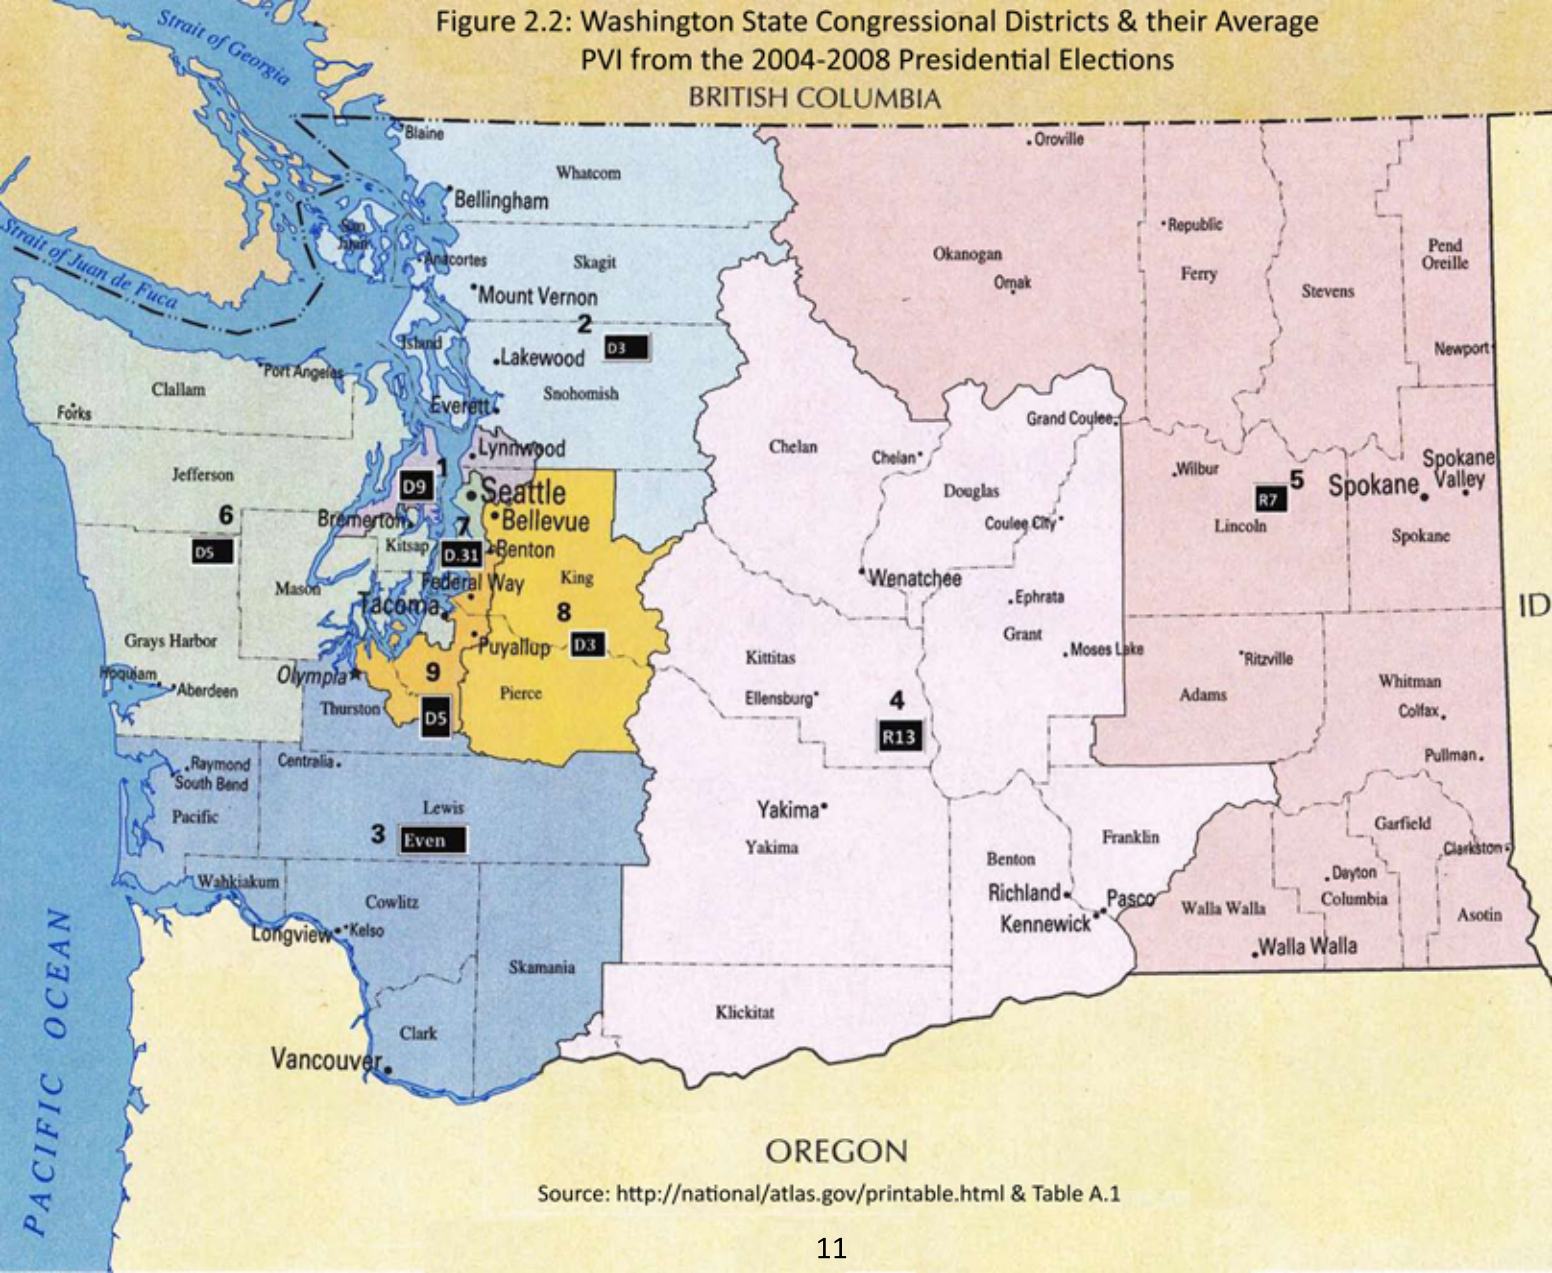 Figure 2.2: Washington State Congressional Districts & their Average
PVI from the 2004-2008 Presidential Elections
BRITISH COLUMBIA
Strait of Georgia
Strait of Juan de Fuca
PACIFIC OCEAN
Blaine
Whatcom
Bellingham
San
Juan
Anacortes
Skagit
Mount Vernon
2
D3
Island
Lakewood
Snohomish
Everett
Port Angeles
Clallam
Forks
Jefferson
6
D5
Lynnwood
1
D9
Seattle
Bellevue
7
D.31
Bremerton
Kitsap
Renton
Federal Way
King
8
D3
Mason
Tacoma
Puyallup
Pierce
Grays Harbor
Hoquiam
Aberdeen
Olympia
9
D5
Thurston
Raymond
South Bend
Centralia
Pacific
Lewis
3
Even
Wahkiakum
Cowlitz
Longview
Kelso
Skamania
Clark
Vancouver
Oroville
Okanogan
Omak
Republic
Ferry
Stevens
Pend
Oreille
Newport
Chelan
Chelan
Grand Coulee
Douglas
Coulee City
Wenatchee
Ephrata
Grant
Moses Lake
Kittitas
Ellensburg
4
R13
Yakima
Yakima
Benton
Franklin
Richland
Pasco
Kennewick
Klickitat
Wilbur
5
R7
Lincoln
Spokane
Spokane
Valley
Spokane
ID
Ritzville
Adams
Whitman
Colfax
Pullman
Garfield
Clarkston
Dayton
Columbia
Walla Walla
Asotin
Walla Walla
OREGON
Source: http://national/atlas.gov/printable.html & Table A.1
11